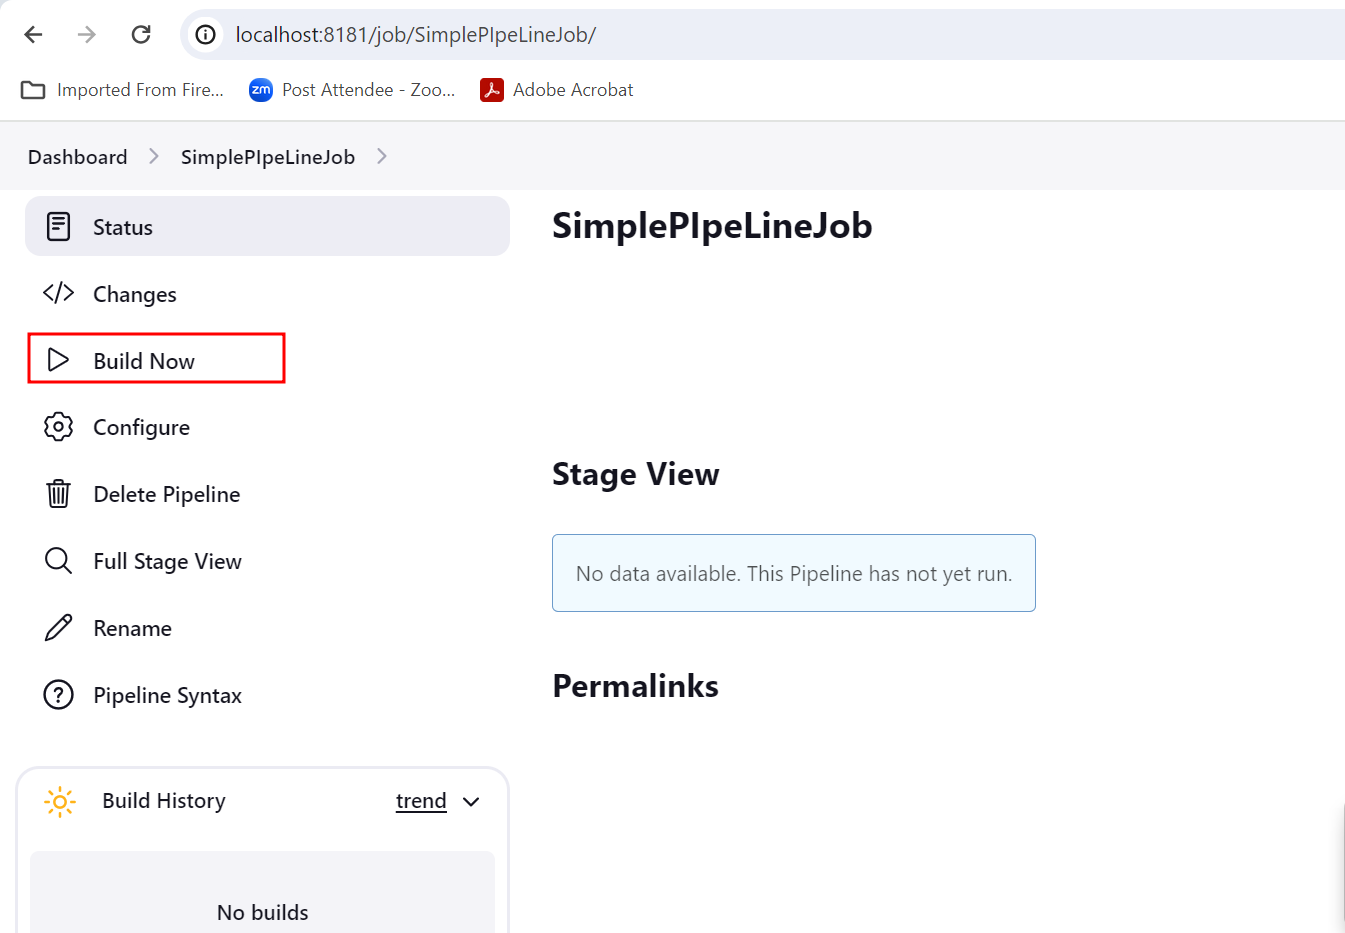 localhost:8181/job/SimplePIpeLineJob/
Imported From Fire... zm Post Attendee - Zoo... Adobe Acrobat
Dashboard > SimplePIpeLineJob >
Status
Changes
Build Now
Configure
Delete Pipeline
Full Stage View
Rename
Pipeline Syntax
Build History trend
No builds
SimplePIpeLineJob
Stage View
No data available. This Pipeline has not yet run.
Permalinks